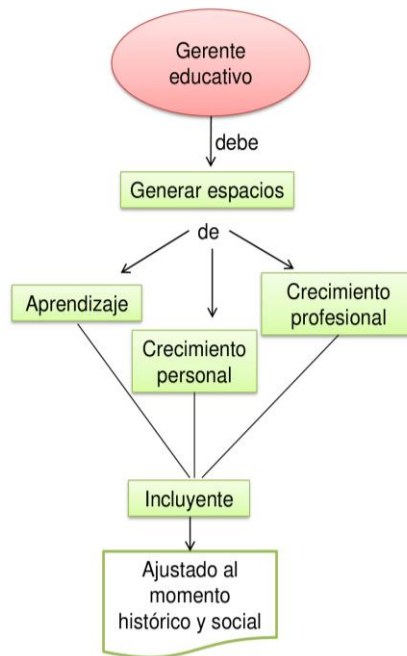 Gerente
educativo
debe
Generar espacios
de
Aprendizaje
Crecimiento
personal
Crecimiento
profesional
Incluyente
Ajustado al
momento
histórico y social